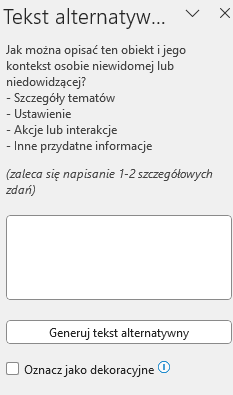 Tekst alternatyw...
Jak można opisać ten obiekt i jego
kontekst osobie niewidomej lub
niedowidzącej?
- Szczegóły tematów
- Ustawienie
- Akcje lub interakcje
- Inne przydatne informacje
(zaleca się napisanie 1-2 szczegółowych
zdań)
Generuj tekst alternatywny
Oznacz jako dekoracyjne